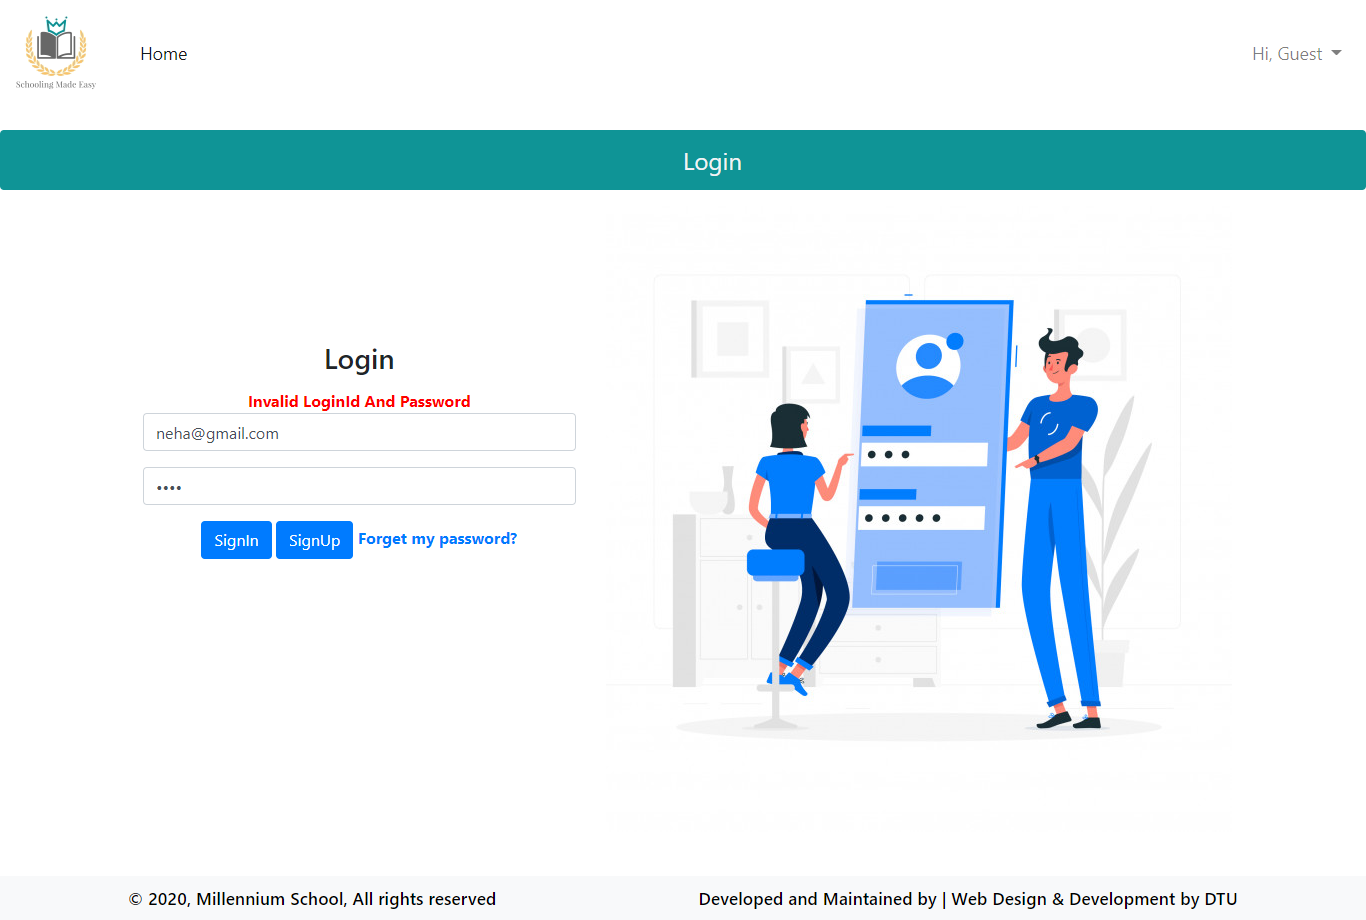 Schooling Made Easy
Home
Hi, Guest
Login
Login
Invalid LoginId And Password
neha@gmail.com
••••
SignIn SignUp Forget my password?
© 2020, Millennium School, All rights reserved
Developed and Maintained by | Web Design & Development by DTU